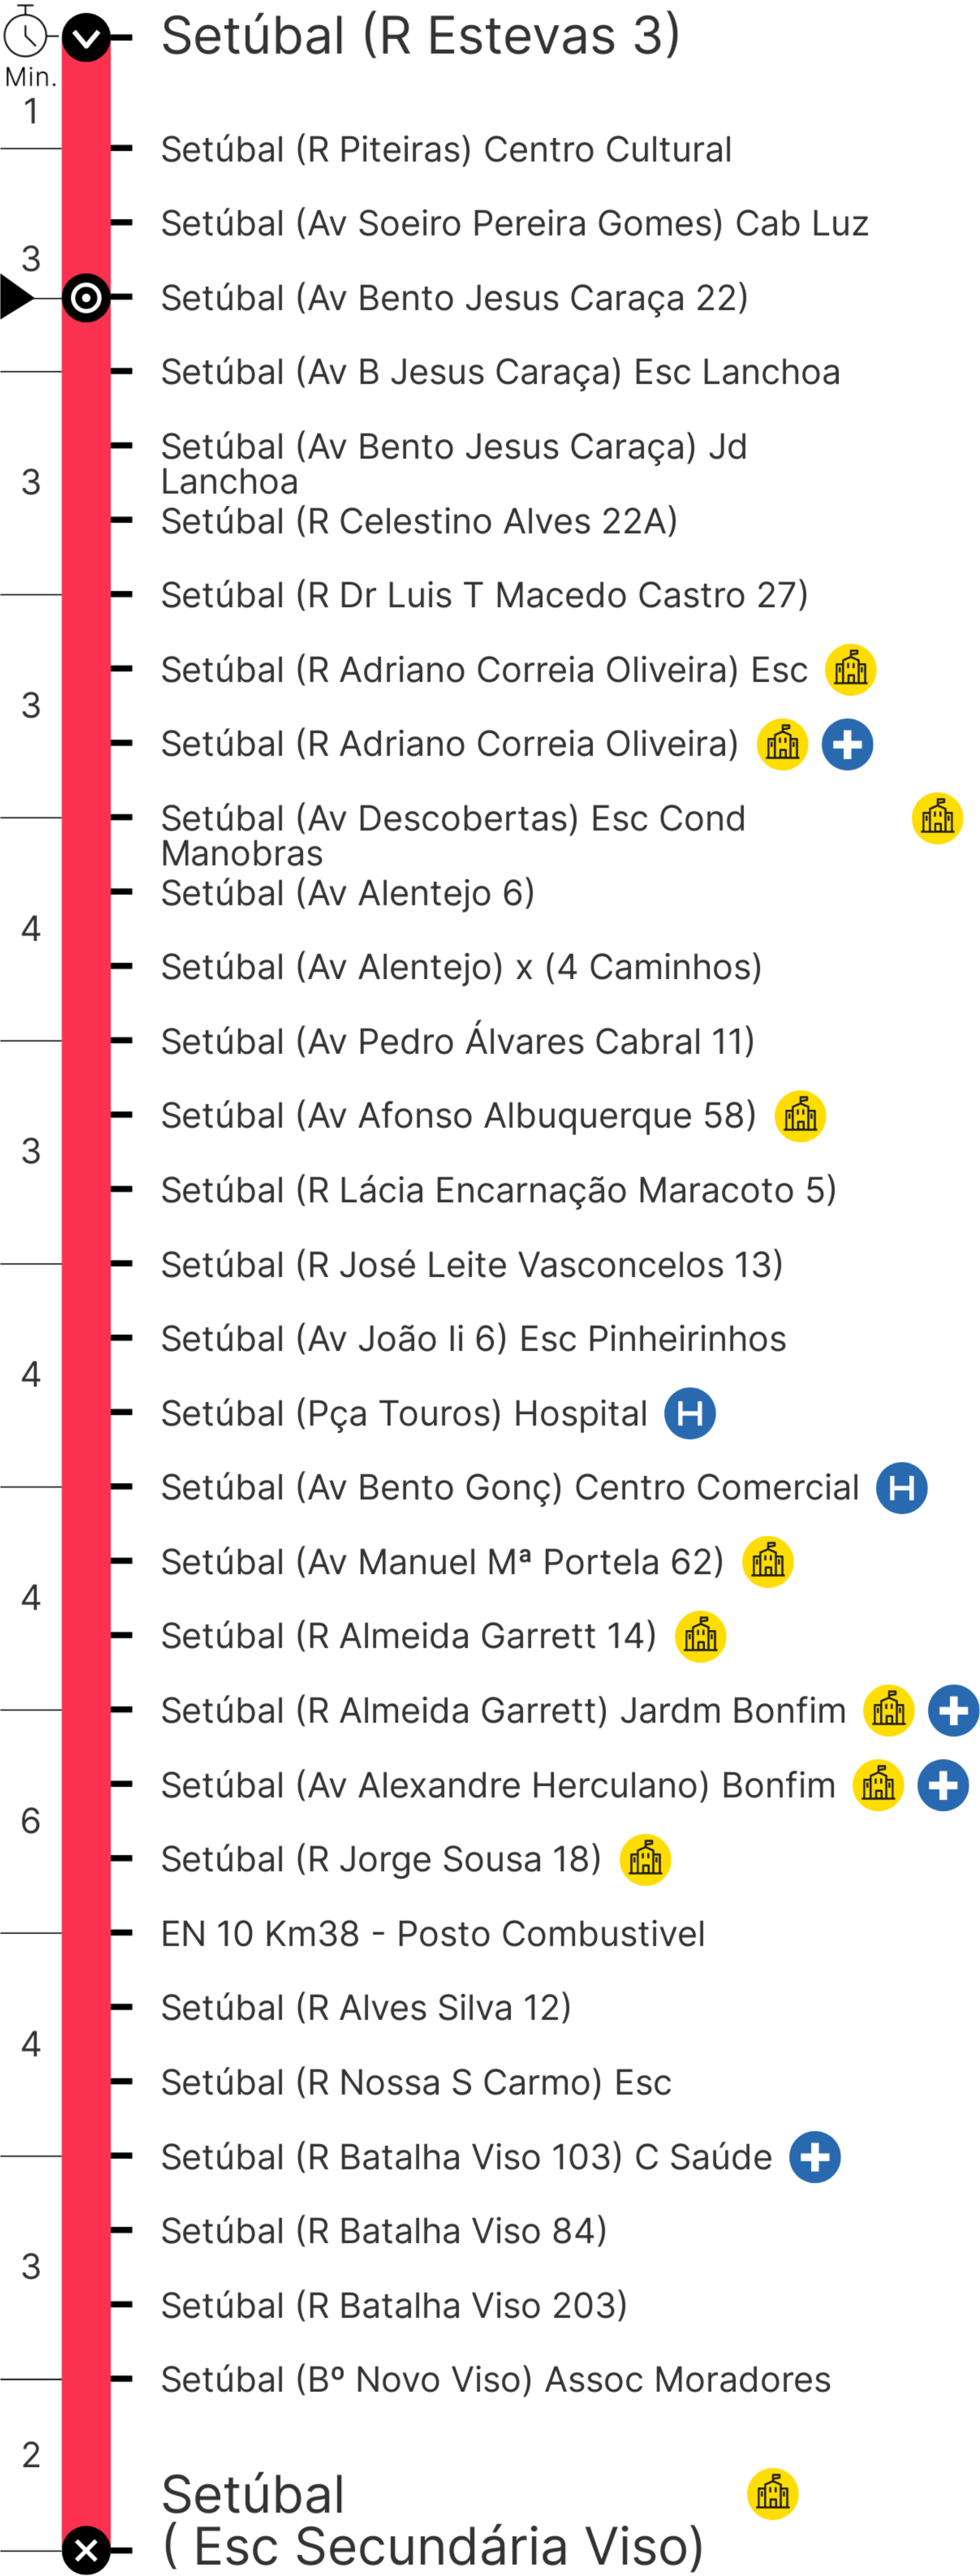 Setúbal (R Estevas 3)
Min.
1
Setúbal (R Piteiras) Centro Cultural
Setúbal (Av Soeiro Pereira Gomes) Cab Luz
3
Setúbal (Av Bento Jesus Caraça 22)
Setúbal (Av B Jesus Caraça) Esc Lanchoa
Setúbal (Av Bento Jesus Caraça) Jd
Lanchoa
3
Setúbal (R Celestino Alves 22A)
Setúbal (R Dr Luis T Macedo Castro 27)
Setúbal (R Adriano Correia Oliveira) Esc
3
Setúbal (R Adriano Correia Oliveira)
Setúbal (Av Descobertas) Esc Cond
Manobras
Setúbal (Av Alentejo 6)
4
Setúbal (Av Alentejo) x (4 Caminhos)
Setúbal (Av Pedro Álvares Cabral 11)
Setúbal (Av Afonso Albuquerque 58)
3
Setúbal (R Lácia Encarnação Maracoto 5)
Setúbal (R José Leite Vasconcelos 13)
Setúbal (Av João Ii 6) Esc Pinheirinhos
4
Setúbal (Pça Touros) Hospital H
Setúbal (Av Bento Gonç) Centro Comercial H
Setúbal (Av Manuel Mª Portela 62)
4
Setúbal (R Almeida Garrett 14)
Setúbal (R Almeida Garrett) Jardm Bonfim
Setúbal (Av Alexandre Herculano) Bonfim
6
Setúbal (R Jorge Sousa 18)
EN 10 Km38 - Posto Combustivel
Setúbal (R Alves Silva 12)
4
Setúbal (R Nossa S Carmo) Esc
Setúbal (R Batalha Viso 103) C Saúde
Setúbal (R Batalha Viso 84)
3
Setúbal (R Batalha Viso 203)
Setúbal (Bº Novo Viso) Assoc Moradores
2
Setúbal
( Esc Secundária Viso)